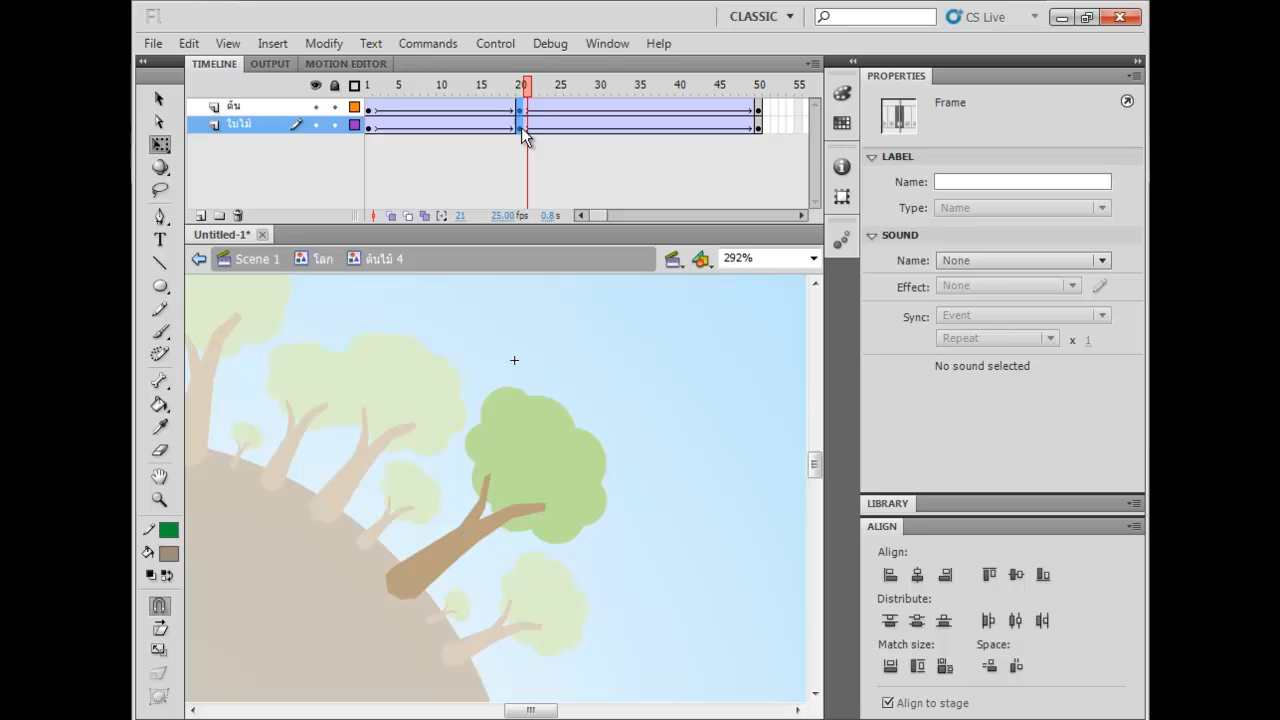 Fl CLASSIC CS Live
File Edit View Insert Modify Text Commands Control Debug Window Help
TIMELINE OUTPUT MOTION EDITOR
1 5 10 15 20 25 30 35 40 45 50 55
ต้น
ใบไม้
21 25.00 fps 0.8 s
Untitled-1*
Scene 1 โลก ต้นไม้ 4 292%
PROPERTIES
Frame
LABEL
Name:
Type: Name
SOUND
Name: None
Effect: None
Sync: Event
Repeat x 1
No sound selected
LIBRARY
ALIGN
Align:
Distribute:
Match size: Space:
Align to stage